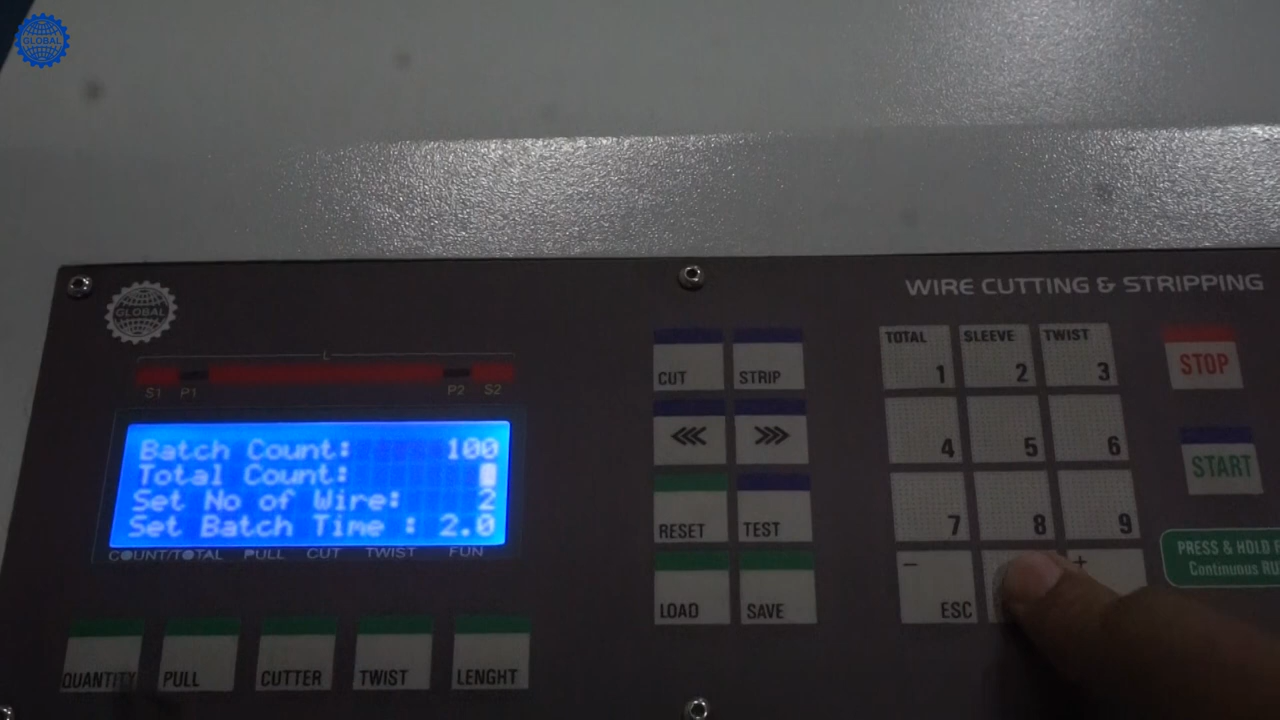 GLOBAL
WIRE CUTTING & STRIPPING
GLOBAL
L
S1 P1 P2 S2
Batch Count: 100
Total Count:
Set No of Wire: 2
Set Batch Time : 2.0
COUNT/TOTAL PULL CUT TWIST FUN
QUANTITY PULL CUTTER TWIST LENGHT
CUT STRIP
<<< >>>
RESET TEST
LOAD SAVE
TOTAL 1 SLEEVE 2 TWIST 3
4 5 6
7 8 9
- ESC +
STOP
START
PRESS & HOLD
Continuous